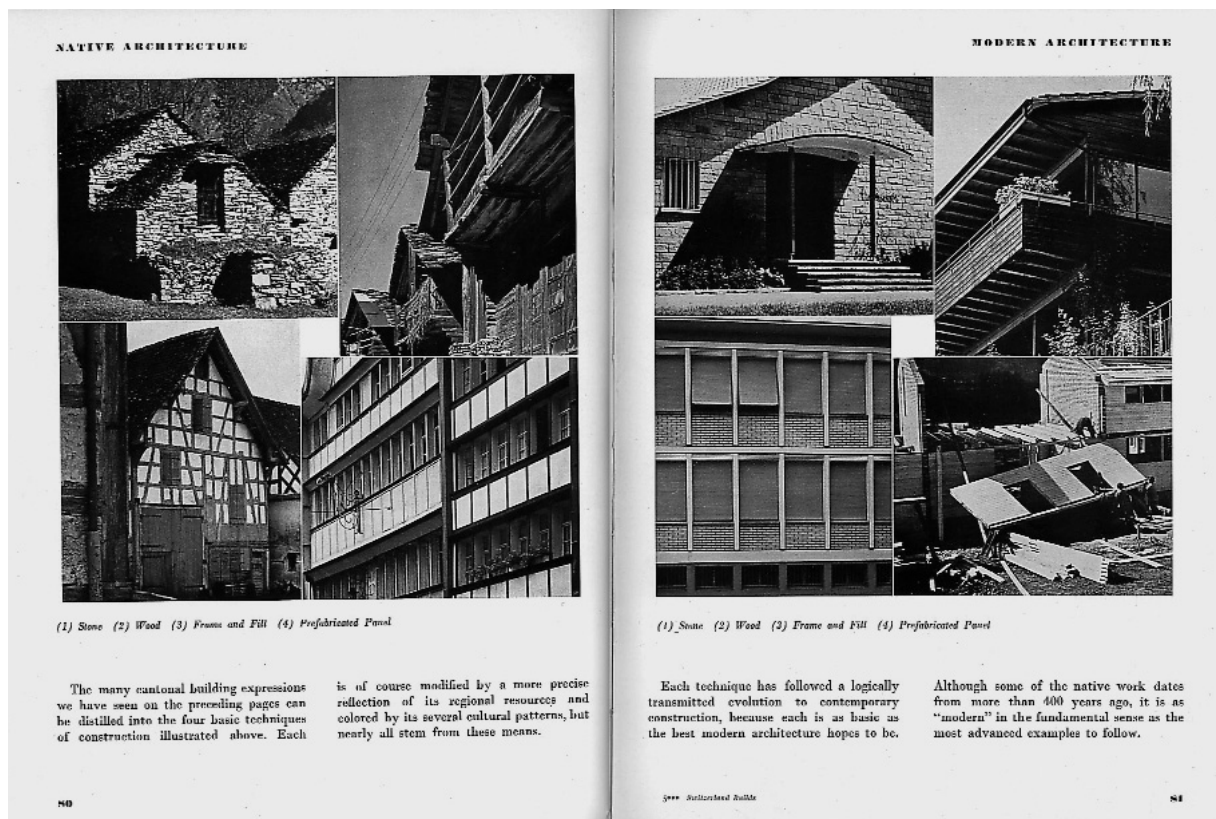 NATIVE ARCHITECTURE
(1) Stone (2) Wood (3) Frame and Fill (4) Prefabricated Panel
The many cantonal building expressions
we have seen on the preceding pages can
be distilled into the four basic techniques
of construction illustrated above. Each
is of course modified by a more precise
reflection of its regional resources and
colored by its several cultural patterns, but
nearly all stem from these means.
80
MODERN ARCHITECTURE
(1) Stone (2) Wood (3) Frame and Fill (4) Prefabricated Panel
Each technique has followed a logically
transmitted evolution to contemporary
construction, because each is as basic as
the best modern architecture hopes to be.
Although some of the native work dates
from more than 400 years ago, it is as
"modern" in the fundamental sense as the
most advanced examples to follow.
5*** Switzerland Builds
81